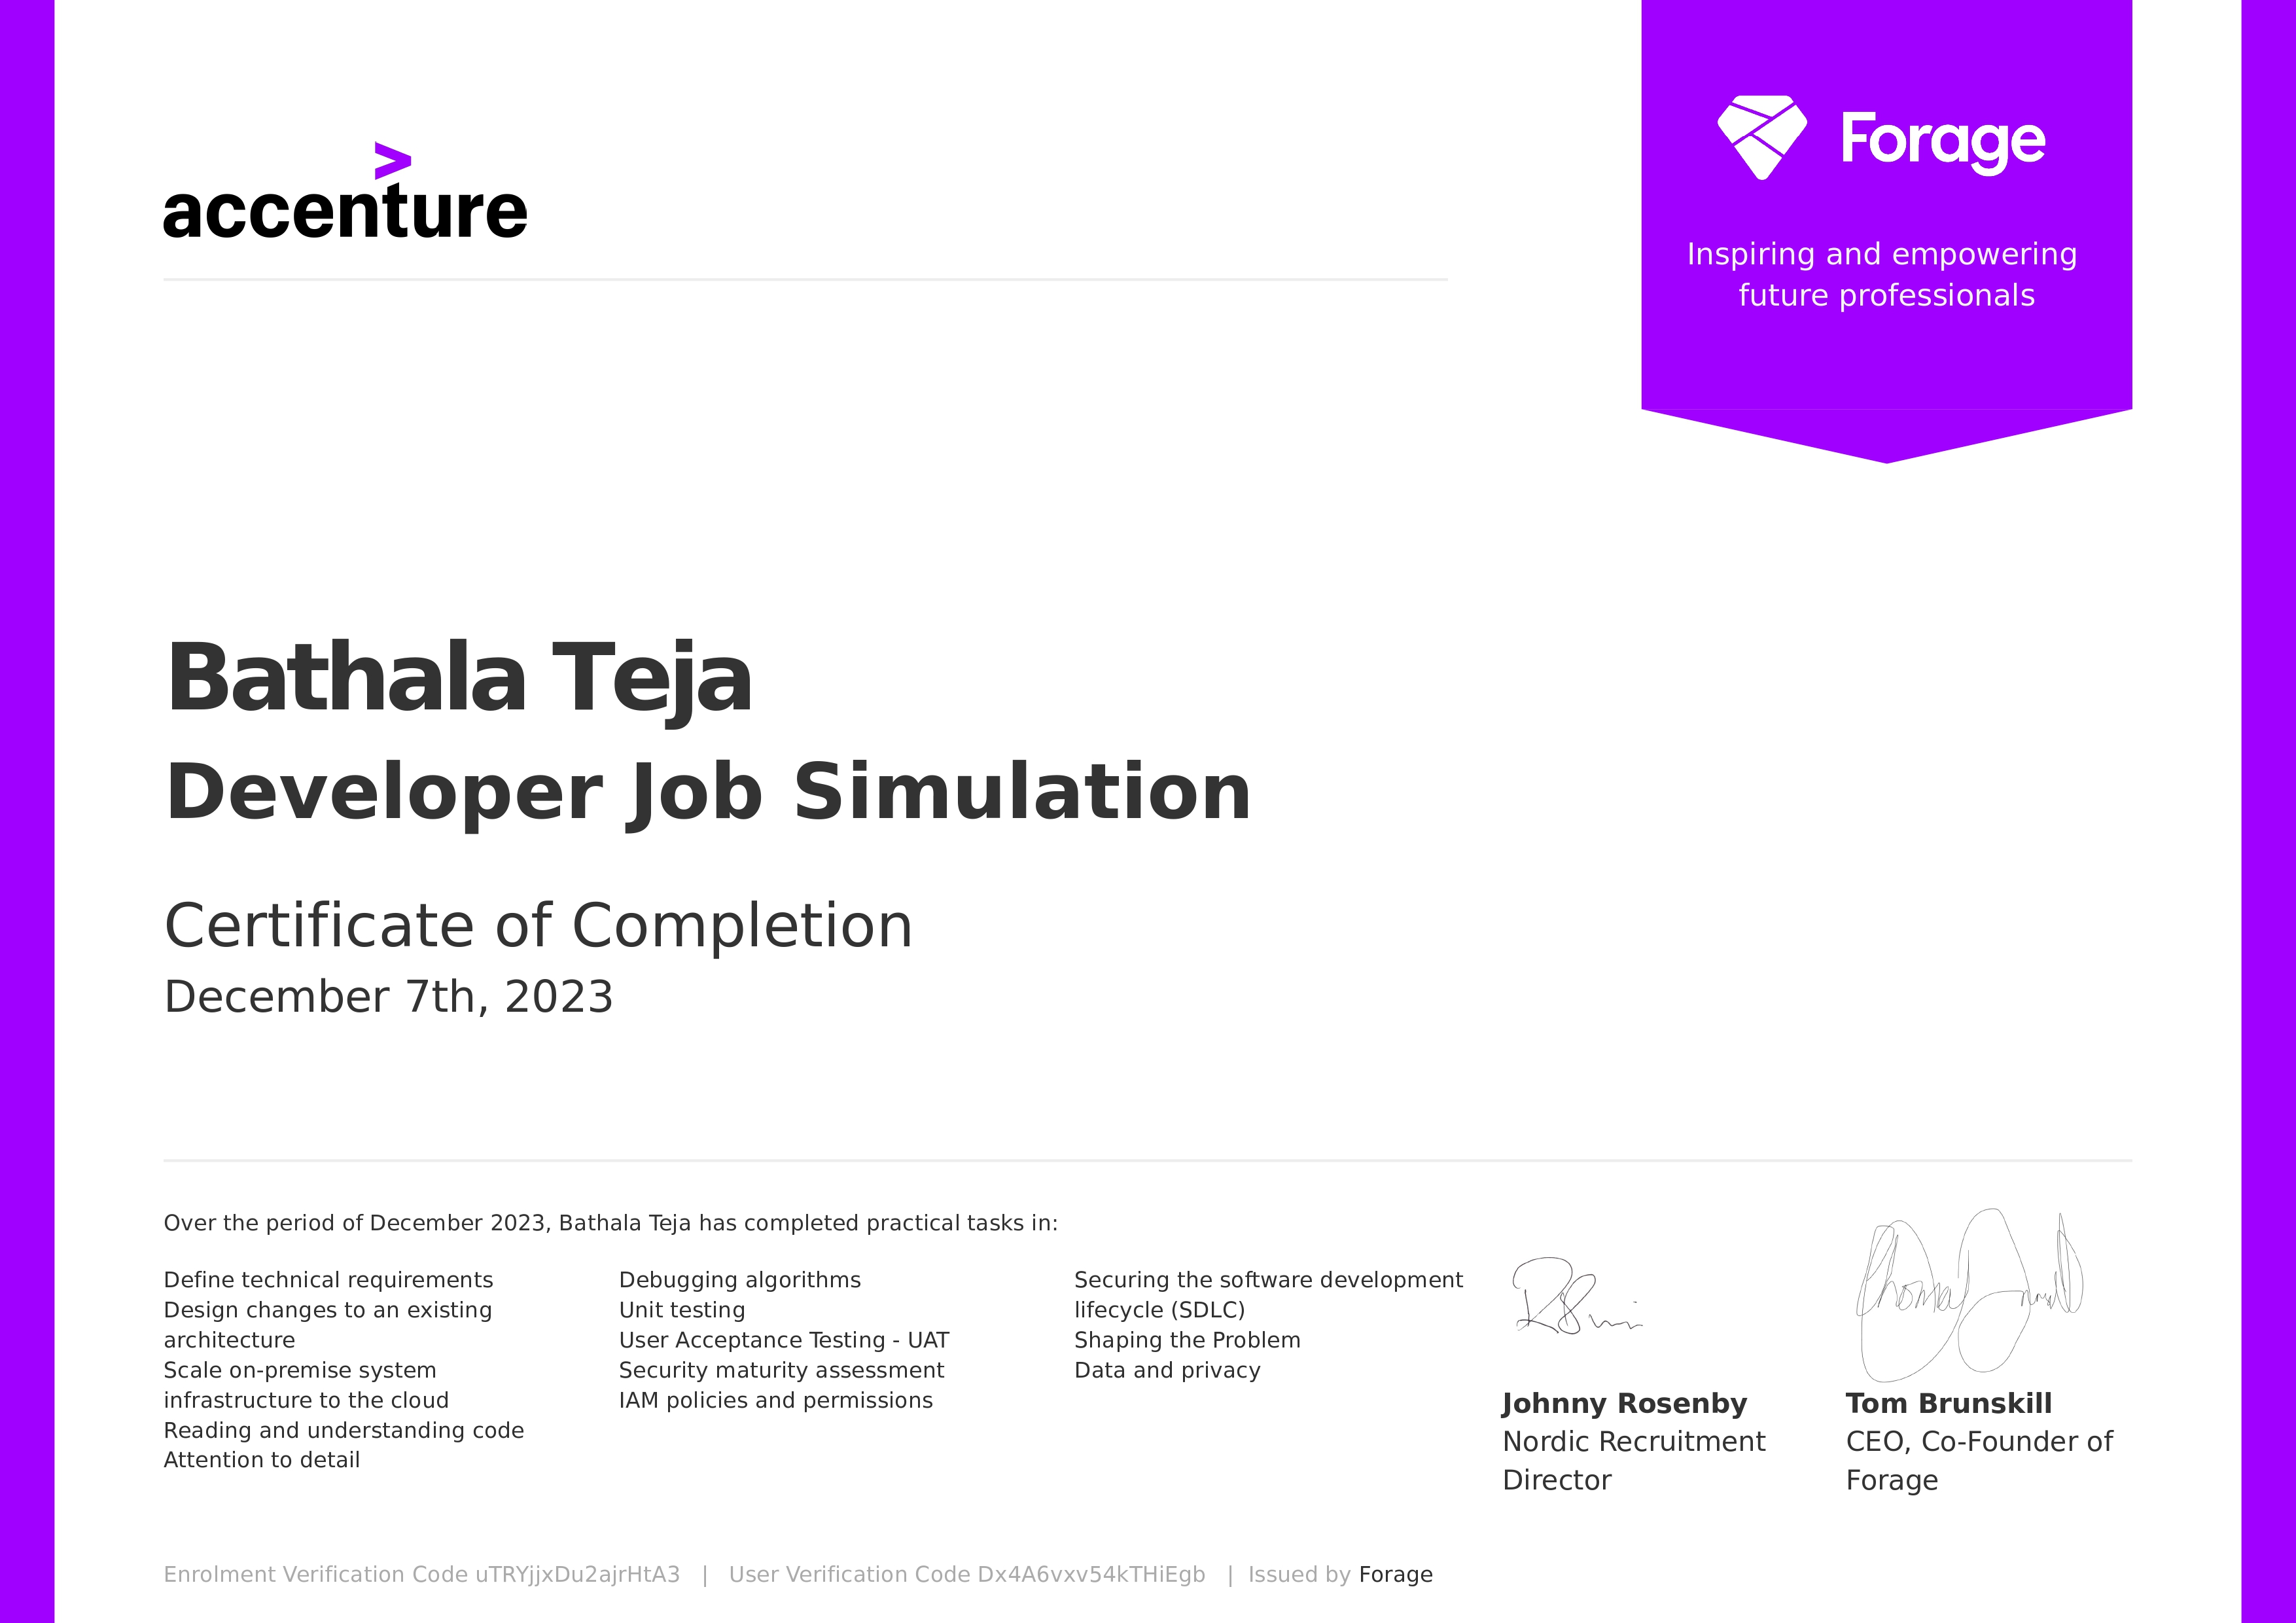 accenture
>
Forage
Inspiring and empowering
future professionals
Bathala Teja
Developer Job Simulation
Certificate of Completion
December 7th, 2023
Over the period of December 2023, Bathala Teja has completed practical tasks in:
Define technical requirements
Design changes to an existing
architecture
Scale on-premise system
infrastructure to the cloud
Reading and understanding code
Attention to detail
Debugging algorithms
Unit testing
User Acceptance Testing - UAT
Security maturity assessment
IAM policies and permissions
Securing the software development
lifecycle (SDLC)
Shaping the Problem
Data and privacy
Johnny Rosenby
Nordic Recruitment
Director
Tom Brunskill
CEO, Co-Founder of
Forage
Enrolment Verification Code uTRYjjxDu2ajrHtA3 | User Verification Code Dx4A6vxv54kTHiEgb | Issued by Forage